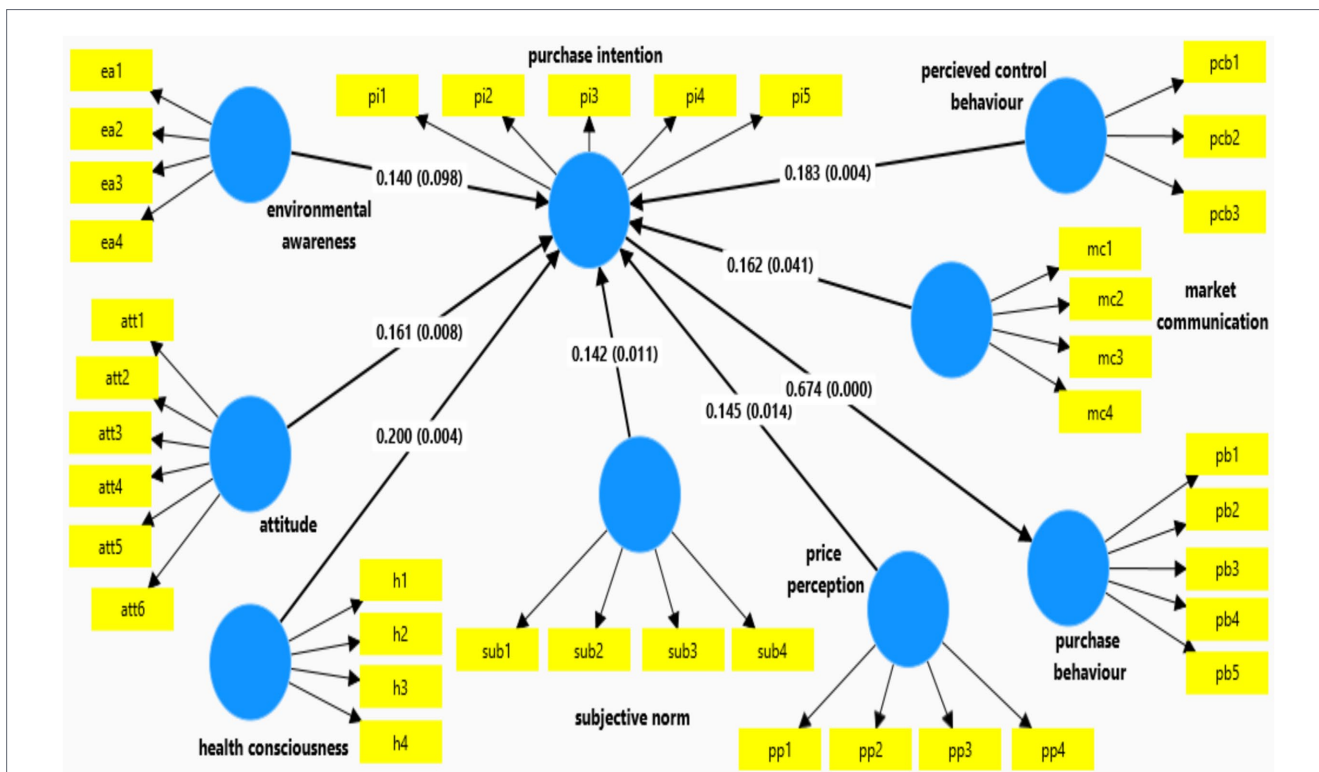 purchase intention
ea1
ea2
ea3
ea4
environmental
awareness
pi1
pi2
pi3
pi4
pi5
percieved control
behaviour
pcb1
pcb2
pcb3
0.140 (0.098)
0.183 (0.004)
0.162 (0.041)
mc1
mc2
mc3
mc4
market
communication
att1
att2
att3
att4
att5
att6
attitude
0.161 (0.008)
0.142 (0.011)
0.200 (0.004)
0.145 (0.014)
0.674 (0.000)
h1
h2
h3
h4
health consciousness
sub1
sub2
sub3
sub4
subjective norm
price
perception
pp1
pp2
pp3
pp4
pb1
pb2
pb3
pb4
pb5
purchase
behaviour